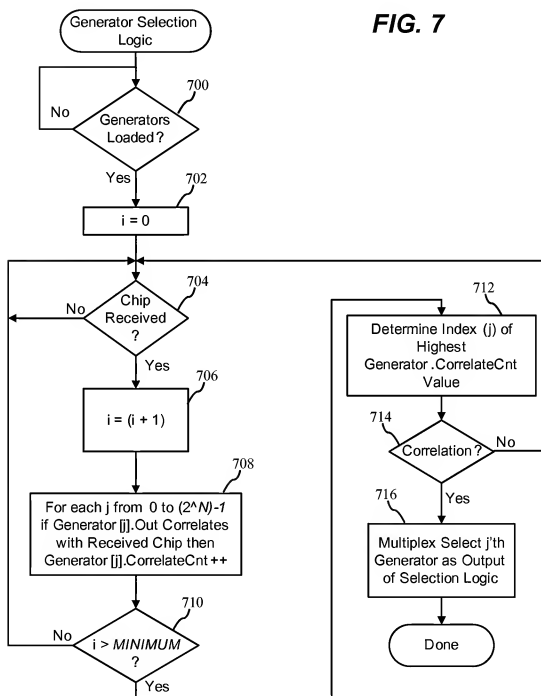 FIG. 7
Generator Selection
Logic
700
No
Generators
Loaded?
Yes
702
i = 0
704
Chip
Received
?
No
Yes
706
i = (i + 1)
708
For each j from 0 to (2^N)-1
if Generator[j].Out Correlates
with Received Chip then
Generator[j].CorrelateCnt++
710
No
i > MINIMUM
?
Yes
712
Determine Index (j) of
Highest
Generator.CorrelateCnt
Value
714
Correlation?
No
Yes
716
Multiplex Select j'th
Generator as Output
of Selection Logic
Done